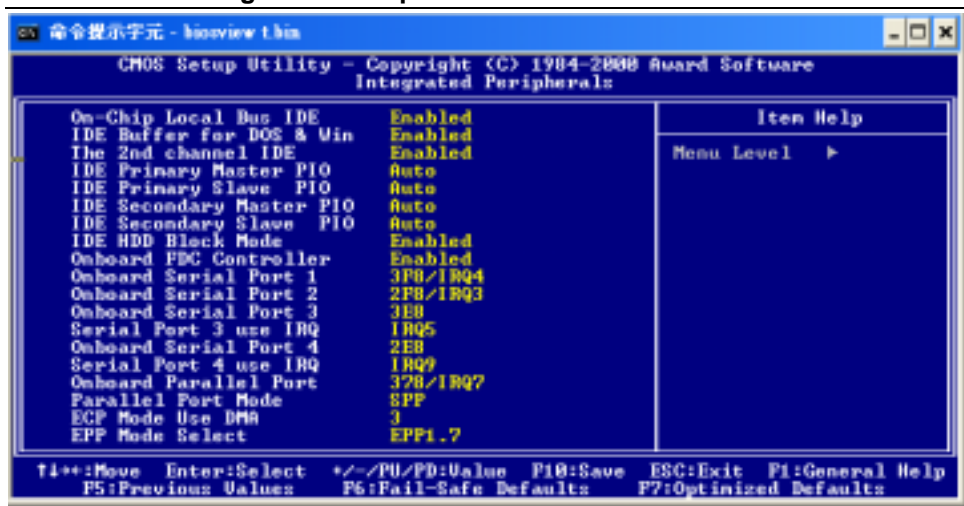 命令提示字元 - biosview t.bin
CMOS Setup Utility - Copyright (C) 1984-2000 Award Software
Integrated Peripherals
On-Chip Local Bus IDE Enabled
IDE Buffer for DOS & Win Enabled
The 2nd channel IDE Enabled
IDE Primary Master PIO Auto
IDE Primary Slave PIO Auto
IDE Secondary Master PIO Auto
IDE Secondary Slave PIO Auto
IDE HDD Block Mode Enabled
Onboard FDC Controller Enabled
Onboard Serial Port 1 3F8/IRQ4
Onboard Serial Port 2 2F8/IRQ3
Onboard Serial Port 3 3E8
Serial Port 3 use IRQ IRQ5
Onboard Serial Port 4 2E8
Serial Port 4 use IRQ IRQ9
Onboard Parallel Port 378/IRQ7
Parallel Port Mode SPP
ECP Mode Use DMA 3
EPP Mode Select EPP1.7
Item Help
Menu Level ►
↑↓→←:Move Enter:Select +/-/PU/PD:Value F10:Save ESC:Exit F1:General Help
F5:Previous Values F6:Fail-Safe Defaults F7:Optimized Defaults